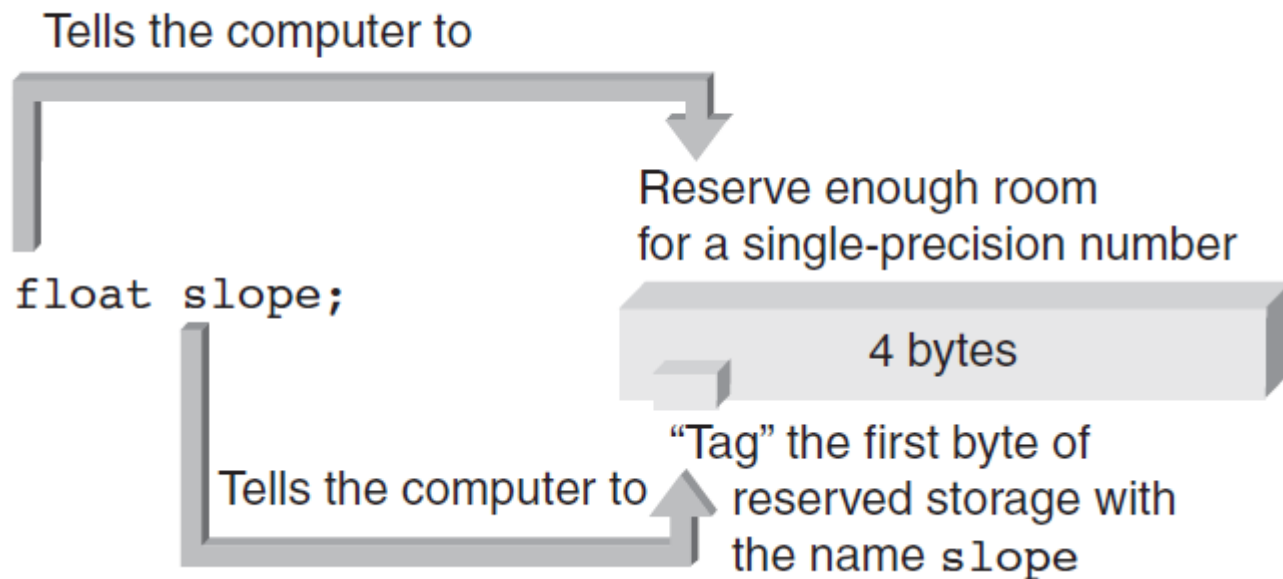 Tells the computer to
Reserve enough room
for a single-precision number
float slope;
4 bytes
“Tag” the first byte of
Tells the computer to
reserved storage with
the name slope